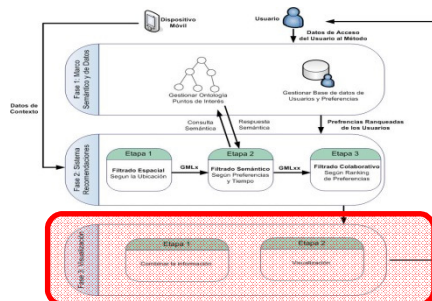 Dispositivo
Móvil
Usuario
Datos de Acceso
del Usuario al Método
Fase 1: Marco
Semántico y de Datos
Gestionar Ontología
Puntos de Interés
Gestionar Base de datos de
Usuarios y Preferencias
Datos de
Contexto
Consulta
Semántica
Respuesta
Semántica
Prefrencias Ranqueadas
de los Usuarios
Fase 2: Sistema
Recomendaciones
Etapa 1
Filtrado Espacial
Segun la Ubicación
GMLx
Etapa 2
Filtrado Semántico
Según Preferencias
y Tiempo
GMLxx
Etapa 3
Filtrado Colaborativo
Según Ranking
de Preferencias
Fase 3: Visualización
Etapa 1
la Información
Etapa 2
Visualización